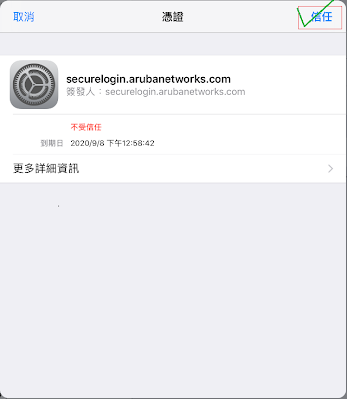 取消 憑證 信任
securelogin.arubanetworks.com
簽發人：securelogin.arubanetworks.com
不受信任
到期日 2020/9/8 下午12:58:42
更多詳細資訊